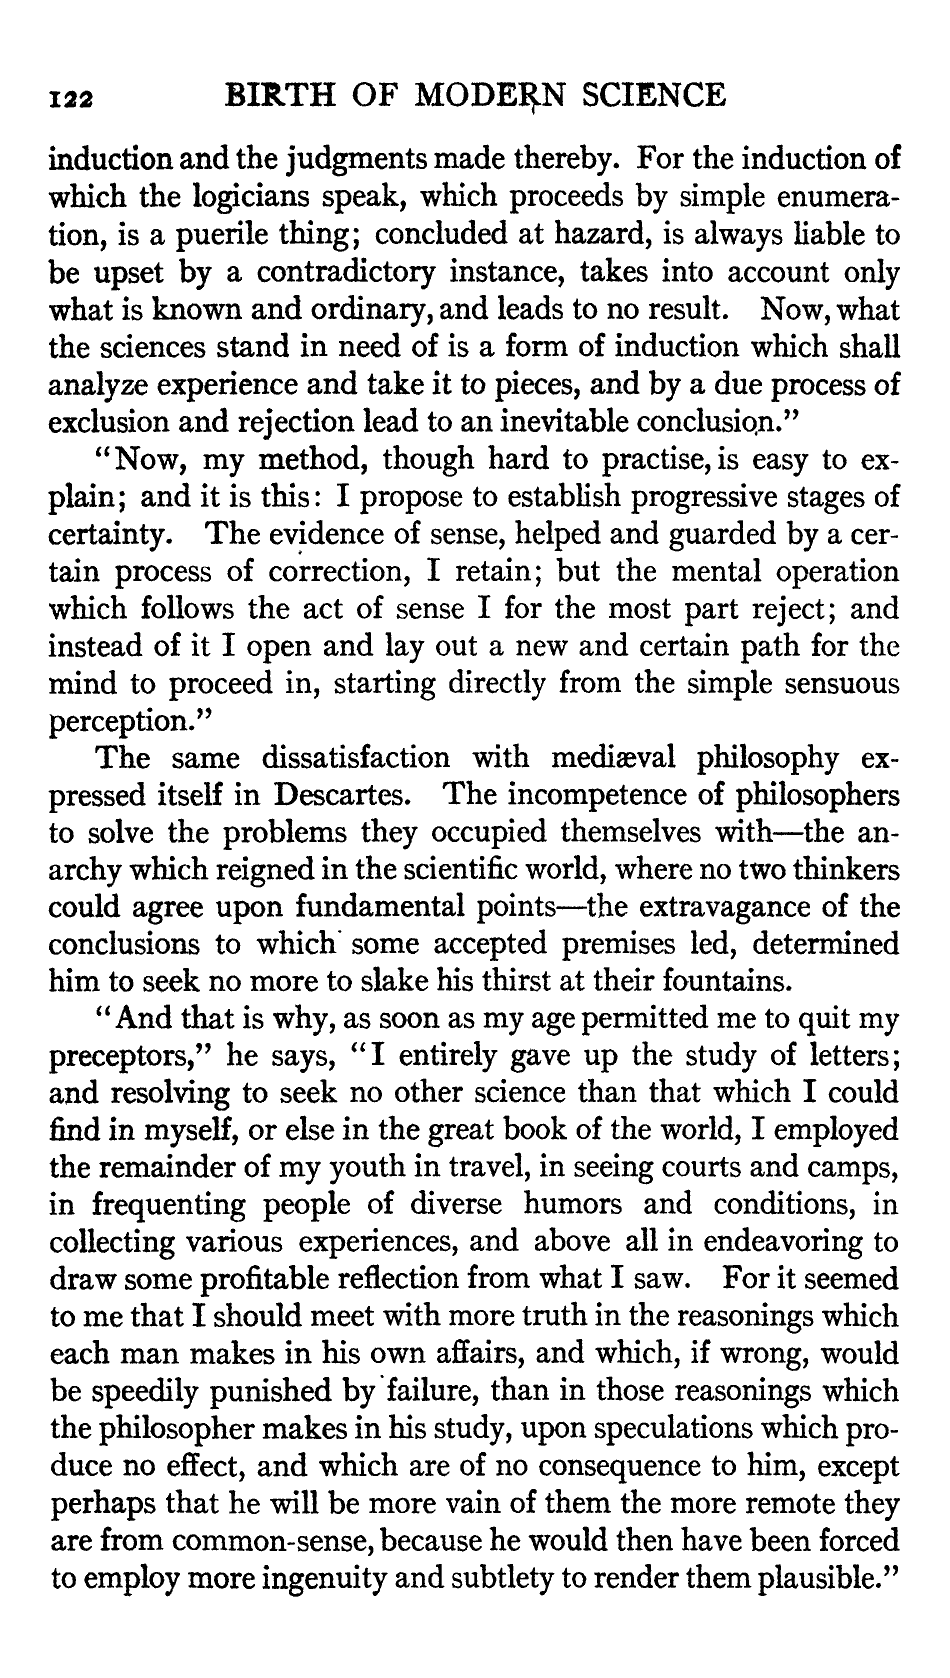 122 BIRTH OF MODERN SCIENCE
induction and the judgments made thereby. For the induction of
which the logicians speak, which proceeds by simple enumera-
tion, is a puerile thing; concluded at hazard, is always liable to
be upset by a contradictory instance, takes into account only
what is known and ordinary, and leads to no result. Now, what
the sciences stand in need of is a form of induction which shall
analyze experience and take it to pieces, and by a due process of
exclusion and rejection lead to an inevitable conclusion.”
“Now, my method, though hard to practise, is easy to ex-
plain; and it is this: I propose to establish progressive stages of
certainty. The evidence of sense, helped and guarded by a cer-
tain process of correction, I retain; but the mental operation
which follows the act of sense I for the most part reject; and
instead of it I open and lay out a new and certain path for the
mind to proceed in, starting directly from the simple sensuous
perception.”
The same dissatisfaction with mediæval philosophy ex-
pressed itself in Descartes. The incompetence of philosophers
to solve the problems they occupied themselves with—the an-
archy which reigned in the scientific world, where no two thinkers
could agree upon fundamental points—the extravagance of the
conclusions to which some accepted premises led, determined
him to seek no more to slake his thirst at their fountains.
“And that is why, as soon as my age permitted me to quit my
preceptors,” he says, “I entirely gave up the study of letters;
and resolving to seek no other science than that which I could
find in myself, or else in the great book of the world, I employed
the remainder of my youth in travel, in seeing courts and camps,
in frequenting people of diverse humors and conditions, in
collecting various experiences, and above all in endeavoring to
draw some profitable reflection from what I saw. For it seemed
to me that I should meet with more truth in the reasonings which
each man makes in his own affairs, and which, if wrong, would
be speedily punished by failure, than in those reasonings which
the philosopher makes in his study, upon speculations which pro-
duce no effect, and which are of no consequence to him, except
perhaps that he will be more vain of them the more remote they
are from common-sense, because he would then have been forced
to employ more ingenuity and subtlety to render them plausible.”